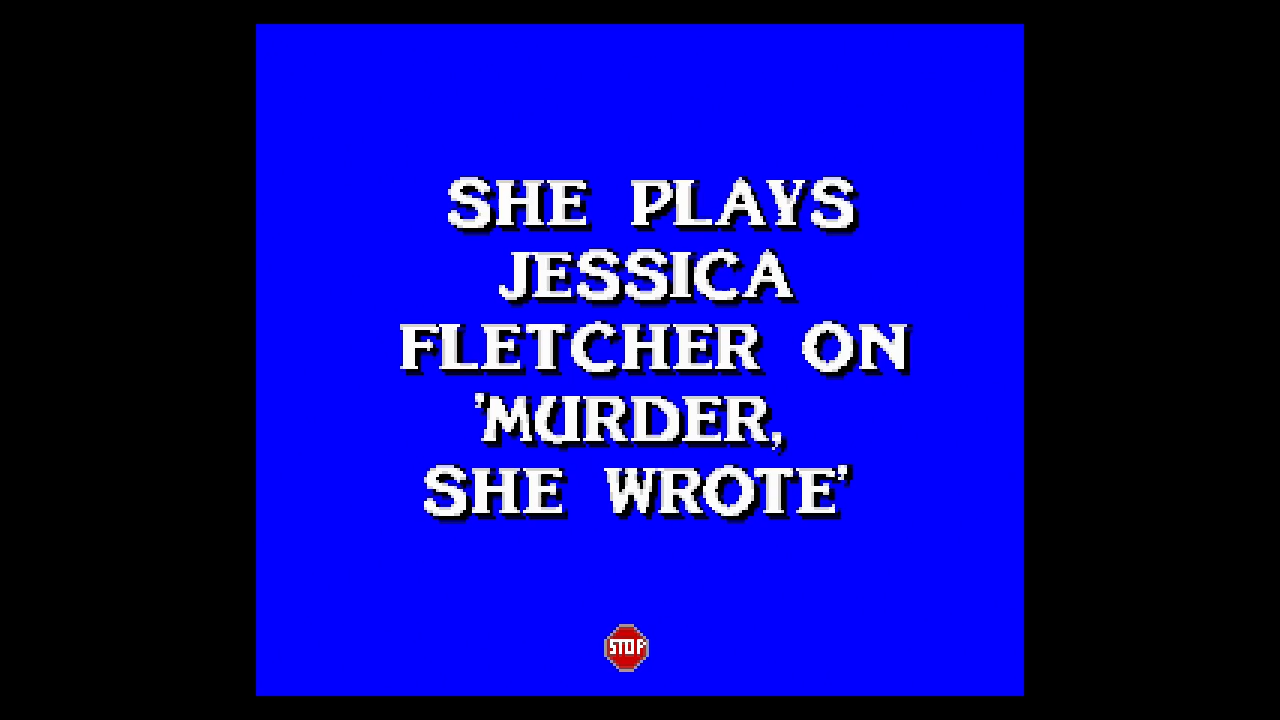 SHE PLAYS
JESSICA
FLETCHER ON
'MURDER,
SHE WROTE'
STOP